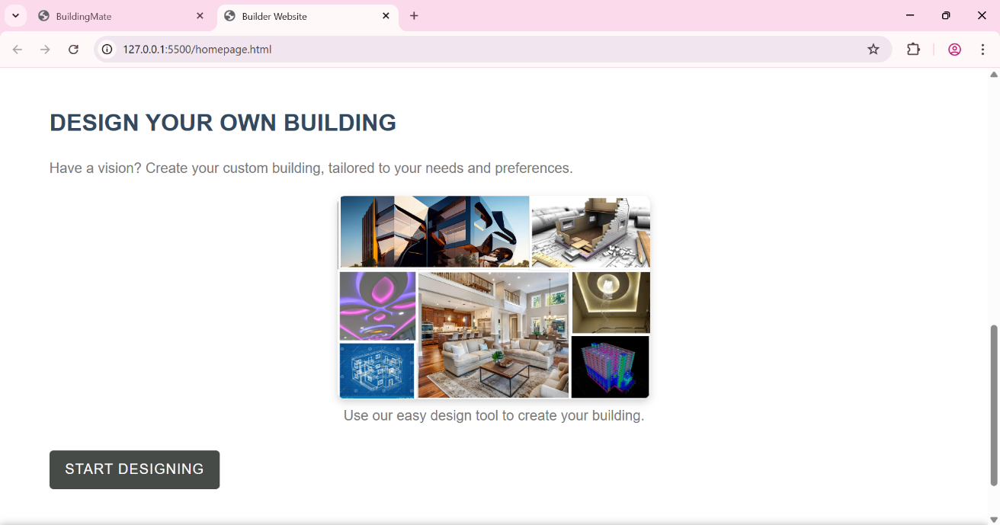 BuildingMate
Builder Website
127.0.0.1:5500/homepage.html
DESIGN YOUR OWN BUILDING
Have a vision? Create your custom building, tailored to your needs and preferences.
Use our easy design tool to create your building.
START DESIGNING